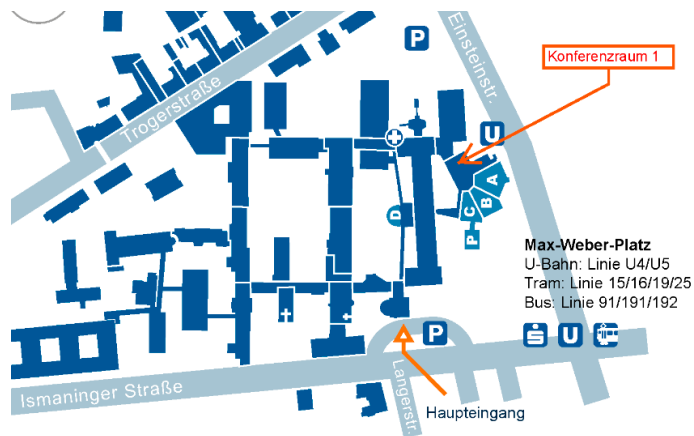 P
Einsteinstr.
Konferenzraum 1
Trogerstraße
U
A
B
C
D
P
Max-Weber-Platz
U-Bahn: Linie U4/U5
Tram: Linie 15/16/19/25
Bus: Linie 91/191/192
P
S
U
Ismaninger Straße
Langerstr.
Haupteingang